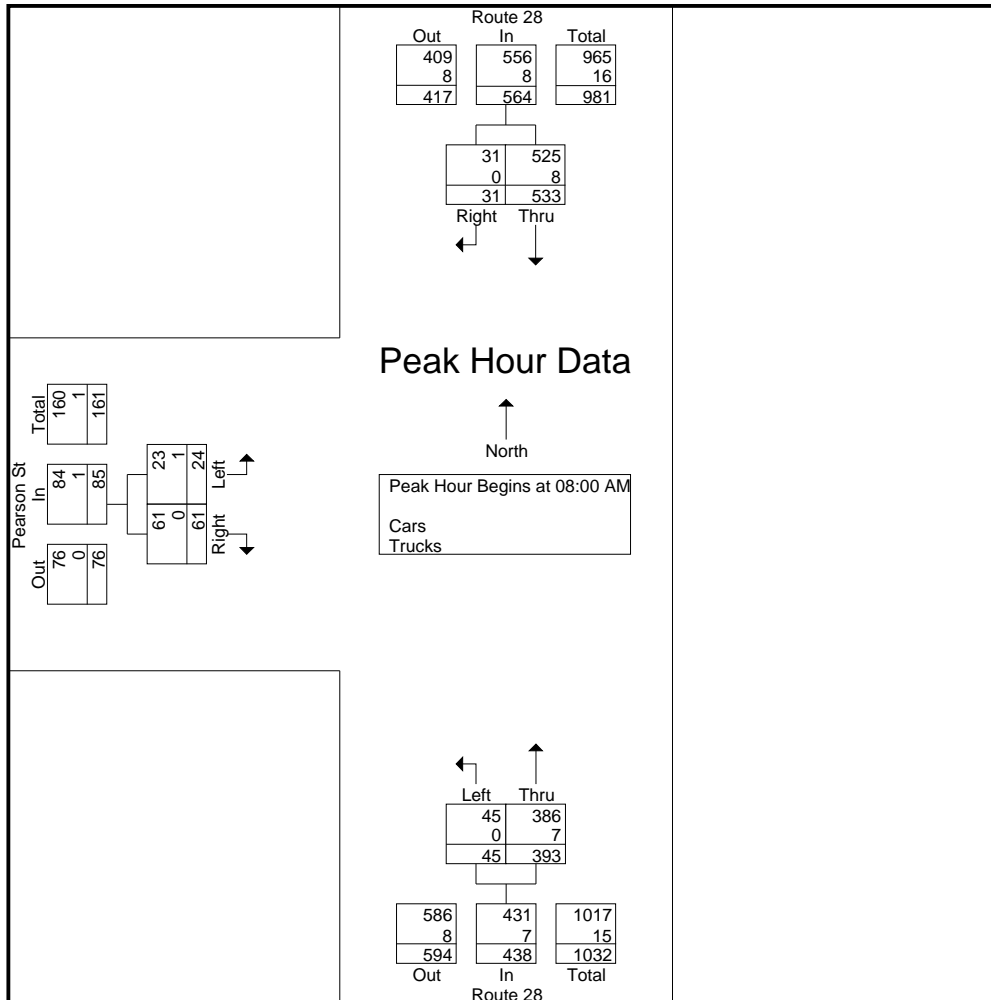 Route 28
Out In Total
409 556 965
8 8 16
417 564 981
31 525
0 8
31 533
Right Thru
Peak Hour Data
North
Peak Hour Begins at 08:00 AM
Cars
Trucks
Pearson St
Total
160
1
161
In
84
1
85
Out
76
0
76
23
1
24
Left
61
0
61
Right
Left Thru
45 386
0 7
45 393
586 431 1017
8 7 15
594 438 1032
Out In Total
Route 28